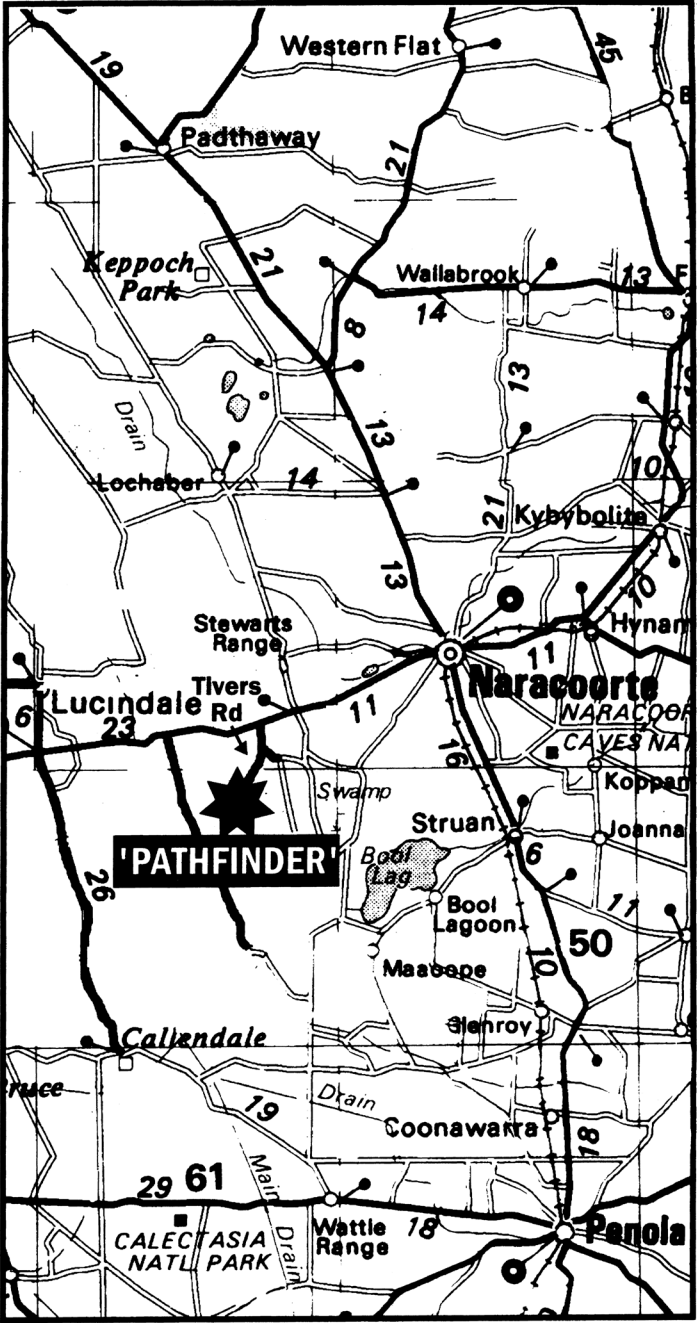 Western Flat
19
45
Padthaway
21
Keppoch
Park
21
Wallabrook
13
14
8
13
Drain
13
Lochaber
14
10
21
Kybybolite
13
10
Stewarts
Range
Hynam
11
Naracoorte
Lucindale
Tivers
Rd
11
6
23
NARACOOR
CAVES NAT
16
Koppam
Swamp
Struan
Joanna
'PATHFINDER'
Bool
Lag
6
26
Bool
Lagoon
11
50
10
Maaoope
Glenroy
Callendale
ruce
Drain
19
Coonawarra
18
Main
Drain
29
61
Wattle
Range
18
Penola
CALECTASIA
NATL PARK